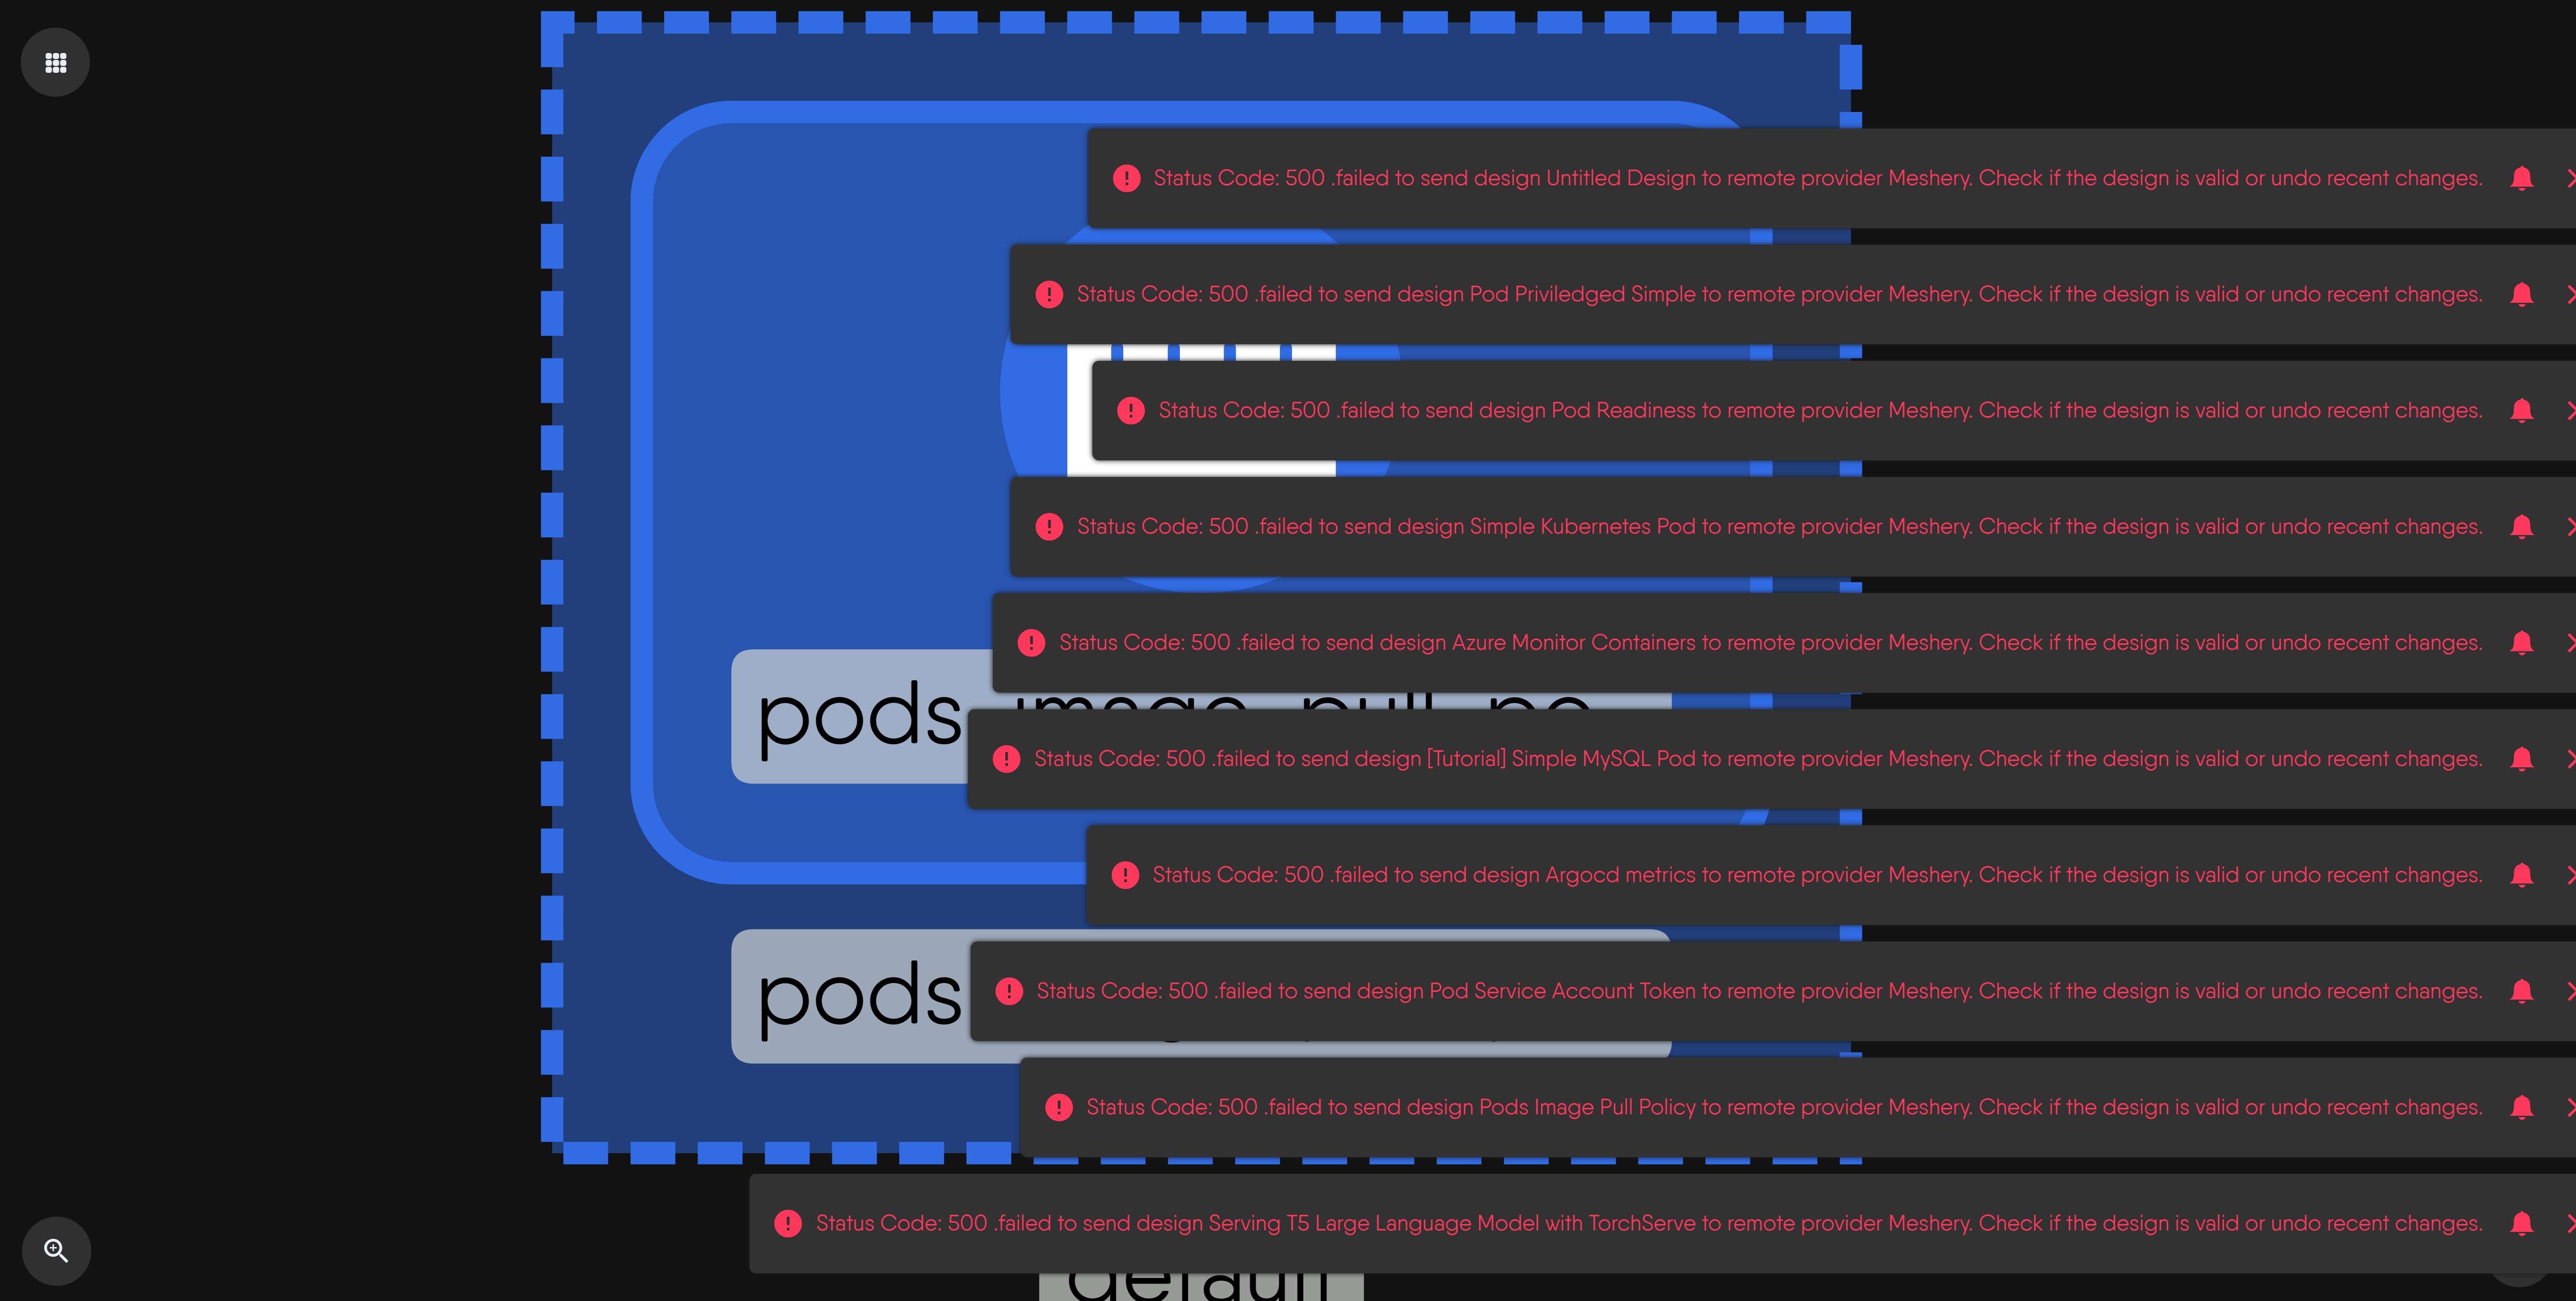 Status Code: 500 .failed to send design Untitled Design to remote provider Meshery. Check if the design is valid or undo recent changes.
Status Code: 500 .failed to send design Pod Priviledged Simple to remote provider Meshery. Check if the design is valid or undo recent changes.
Status Code: 500 .failed to send design Pod Readiness to remote provider Meshery. Check if the design is valid or undo recent changes.
Status Code: 500 .failed to send design Simple Kubernetes Pod to remote provider Meshery. Check if the design is valid or undo recent changes.
Status Code: 500 .failed to send design Azure Monitor Containers to remote provider Meshery. Check if the design is valid or undo recent changes.
pods image pull po
Status Code: 500 .failed to send design [Tutorial] Simple MySQL Pod to remote provider Meshery. Check if the design is valid or undo recent changes.
Status Code: 500 .failed to send design Argocd metrics to remote provider Meshery. Check if the design is valid or undo recent changes.
pods
Status Code: 500 .failed to send design Pod Service Account Token to remote provider Meshery. Check if the design is valid or undo recent changes.
Status Code: 500 .failed to send design Pods Image Pull Policy to remote provider Meshery. Check if the design is valid or undo recent changes.
Status Code: 500 .failed to send design Serving T5 Large Language Model with TorchServe to remote provider Meshery. Check if the design is valid or undo recent changes.
default